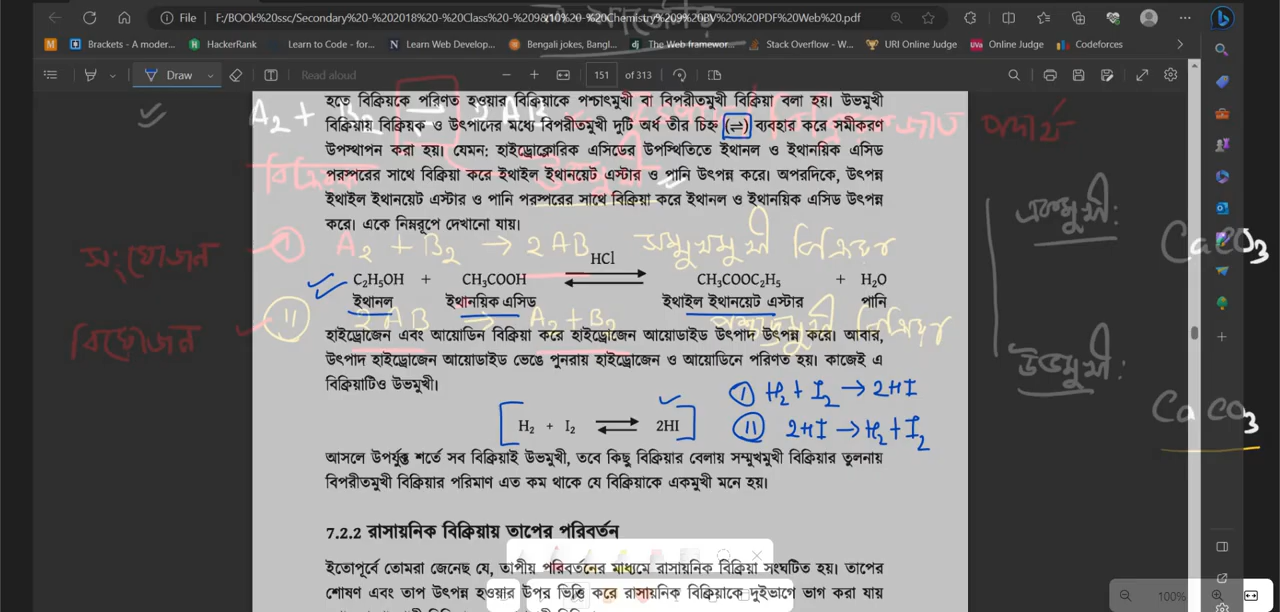 File F:/BOOK%20ssc/Secondary%20-%202018%20-%20Class%20-%209&10%20-%20Chemistry%209%20BV%20%20PDF%20Web%20.pdf
Brackets - A moder... HackerRank Learn to Code - for... Learn Web Develop... Bengali jokes, Bangl... The Web framewor... Stack Overflow - W... URI Online Judge Online Judge Codeforces
Draw Read aloud 151 of 313
হতে বিক্রিয়কে পরিণত হওয়ার বিক্রিয়াকে পশ্চাৎমুখী বা বিপরীতমুখী বিক্রিয়া বলা হয়। উভমুখী
A₂ + B₂ ⇌ 2AB
বিক্রিয়ায় বিক্রিয়ক ও উৎপাদের মধ্যে বিপরীতমুখী দুটি অর্ধ তীর চিহ্ন (⇌) ব্যবহার করে সমীকরণ
পদার্থ
উপস্থাপন করা হয়। যেমন: হাইড্রোক্লোরিক এসিডের উপস্থিতিতে ইথানল ও ইথানয়িক এসিড
পরস্পরের সাথে বিক্রিয়া করে ইথাইল ইথানয়েট এস্টার ও পানি উৎপন্ন করে। অপরদিকে, উৎপন্ন
বিক্রিয়ক উভমুখী
ইথাইল ইথানয়েট এস্টার ও পানি পরস্পরের সাথে বিক্রিয়া করে ইথানল ও ইথানয়িক এসিড উৎপন্ন
একমুখী:
করে। একে নিম্নরূপে দেখানো যায়।
সংযোজন I A₂ + B₂ → 2AB সম্মুখমুখী বিক্রিয়া CaCO₃
HCl
C₂H₅OH + CH₃COOH ⇌ CH₃COOC₂H₅ + H₂O
ইথানল ইথানয়িক এসিড ইথাইল ইথানয়েট এস্টার পানি
বিয়োজন II 2AB → A₂ + B₂ পশ্চাৎমুখী বিক্রিয়া
হাইড্রোজেন এবং আয়োডিন বিক্রিয়া করে হাইড্রোজেন আয়োডাইড উৎপাদ উৎপন্ন করে। আবার,
উৎপাদ হাইড্রোজেন আয়োডাইড ভেঙে পুনরায় হাইড্রোজেন ও আয়োডিনে পরিণত হয়। কাজেই এ
উভমুখী:
বিক্রিয়াটিও উভমুখী।
I H₂ + I₂ → 2HI
CaCO₃
H₂ + I₂ ⇌ 2HI
II 2HI → H₂ + I₂
আসলে উপর্যুক্ত শর্তে সব বিক্রিয়াই উভমুখী, তবে কিছু বিক্রিয়ার বেলায় সম্মুখমুখী বিক্রিয়ার তুলনায়
বিপরীতমুখী বিক্রিয়ার পরিমাণ এত কম থাকে যে বিক্রিয়াকে একমুখী মনে হয়।
7.2.2 রাসায়নিক বিক্রিয়ায় তাপের পরিবর্তন
ইতোপূর্বে তোমরা জেনেছ যে, তাপীয় পরিবর্তনের মাধ্যমে রাসায়নিক বিক্রিয়া সংঘটিত হয়। তাপের
শোষণ এবং তাপ উৎপন্ন হওয়ার উপর ভিত্তি করে রাসায়নিক বিক্রিয়াকে দুইভাগে ভাগ করা যায়
100%